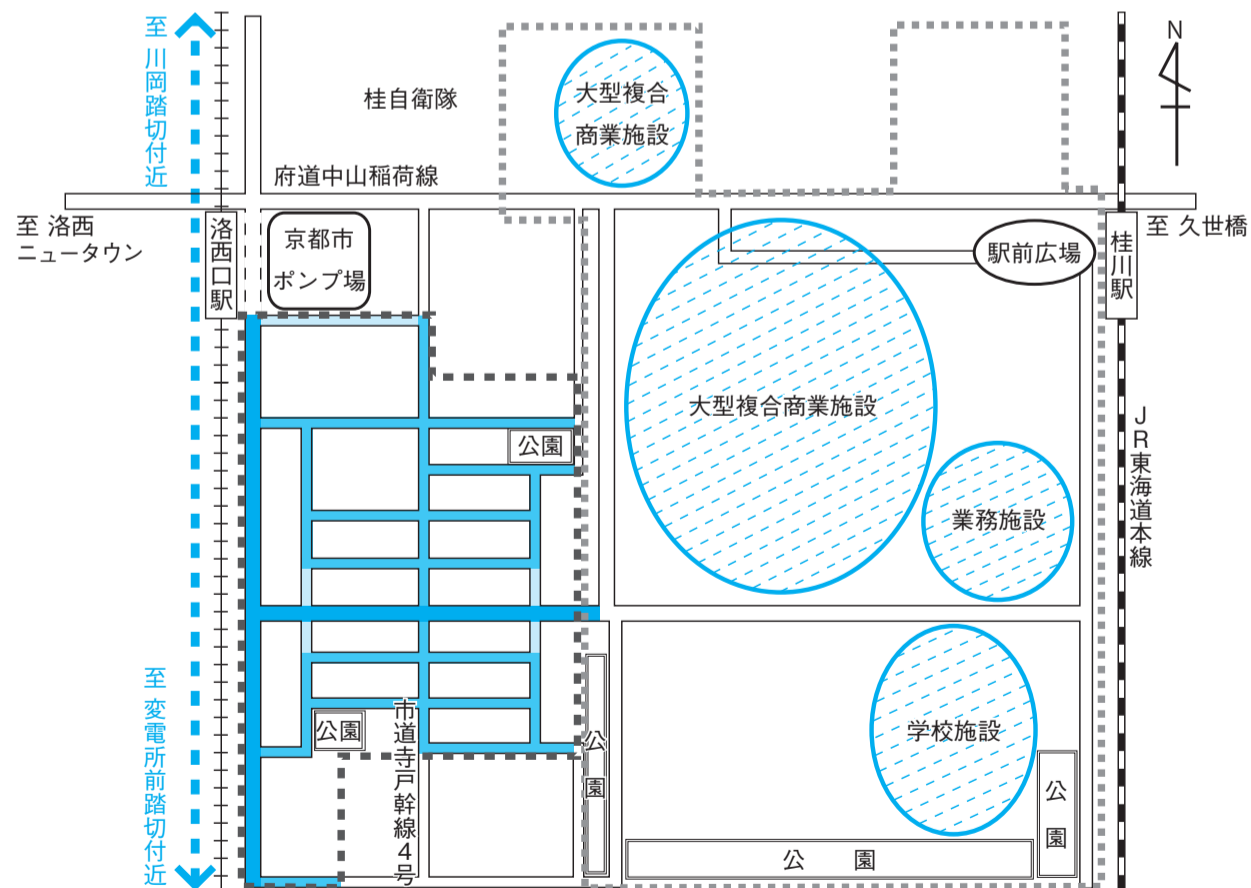 至 川岡踏切付近
桂自衛隊
大型複合
商業施設
N
府道中山稲荷線
至 洛西
ニュータウン
洛西口駅
京都市
ポンプ場
駅前広場
桂川駅
至 久世橋
大型複合商業施設
JR東海道本線
公園
業務施設
至 変電所前踏切付近
公園
市道寺戸幹線4号
公園
学校施設
公園
公園